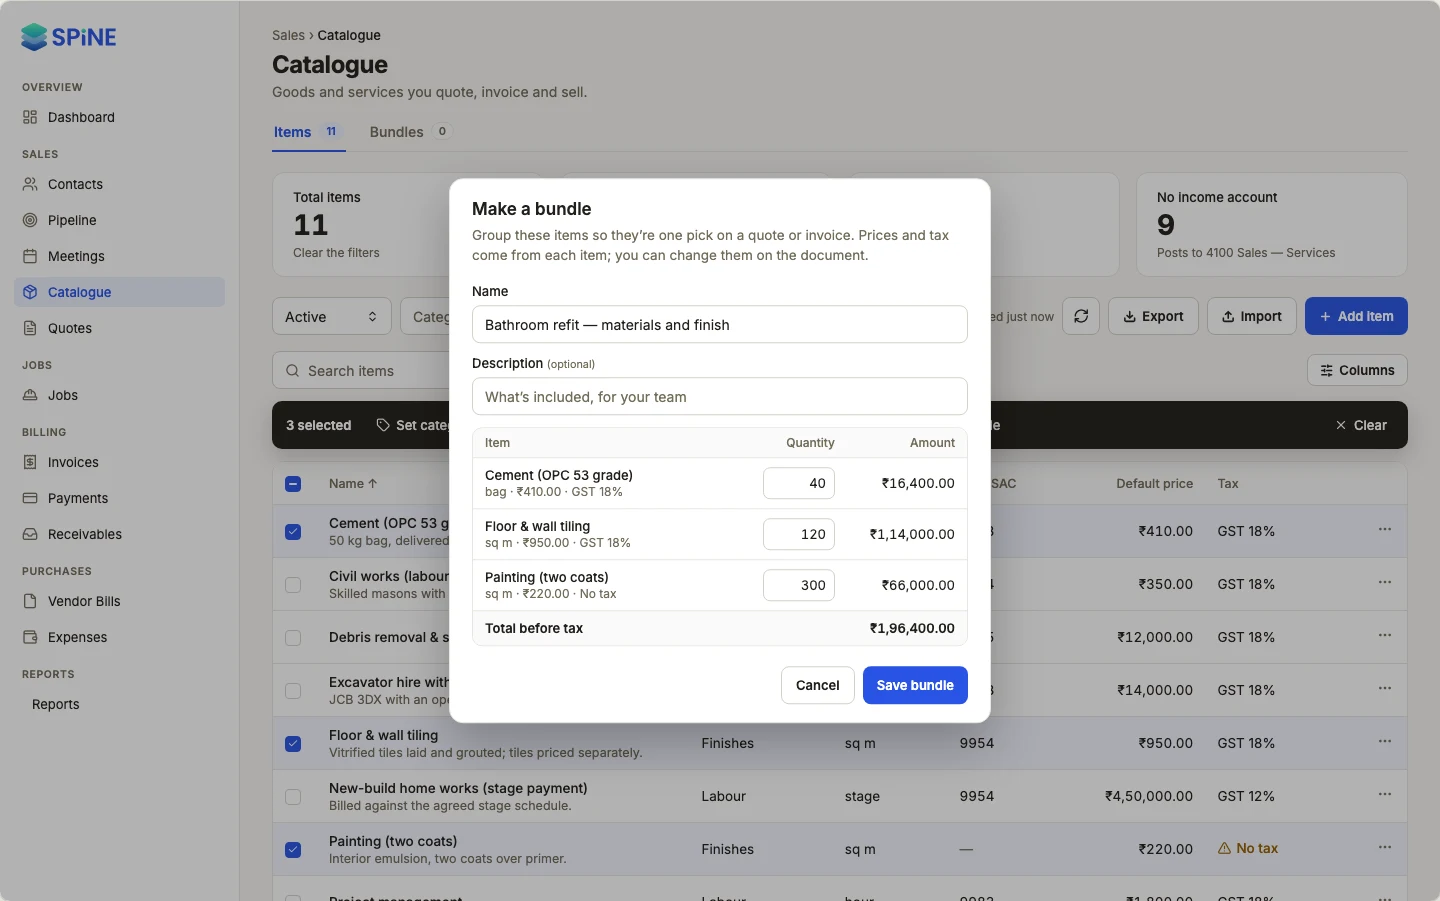 SPiNE
OVERVIEW
Dashboard
SALES
Contacts
Pipeline
Meetings
Catalogue
Quotes
JOBS
Jobs
BILLING
Invoices
Payments
Receivables
PURCHASES
Vendor Bills
Expenses
REPORTS
Reports
Sales › Catalogue
Catalogue
Goods and services you quote, invoice and sell.
Items 11 Bundles 0
Total items
11
Clear the filters
No income account
9
Posts to 4100 Sales — Services
Active
Categ
ed just now
Export
Import
+ Add item
Search items
Columns
3 selected
Set categ
le
Clear
Name ↑ SAC Default price Tax
Cement (OPC 53 g ₹410.00 GST 18%
50 kg bag, delivered
Civil works (labour ₹350.00 GST 18%
Skilled masons with
Debris removal & s ₹12,000.00 GST 18%
Excavator hire with ₹14,000.00 GST 18%
JCB 3DX with an ope
Floor & wall tiling Finishes sq m 9954 ₹950.00 GST 18%
Vitrified tiles laid and grouted; tiles priced separately.
New-build home works (stage payment) Labour stage 9954 ₹4,50,000.00 GST 12%
Billed against the agreed stage schedule.
Painting (two coats) Finishes sq m — ₹220.00 No tax
Interior emulsion, two coats over primer.
Make a bundle
Group these items so they’re one pick on a quote or invoice. Prices and tax
come from each item; you can change them on the document.
Name
Bathroom refit — materials and finish
Description (optional)
What’s included, for your team
Item Quantity Amount
Cement (OPC 53 grade) 40 ₹16,400.00
bag · ₹410.00 · GST 18%
Floor & wall tiling 120 ₹1,14,000.00
sq m · ₹950.00 · GST 18%
Painting (two coats) 300 ₹66,000.00
sq m · ₹220.00 · No tax
Total before tax ₹1,96,400.00
Cancel
Save bundle